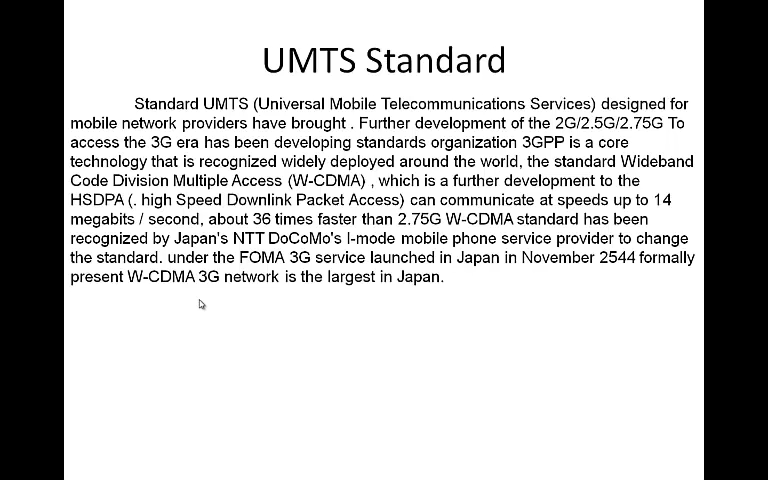 UMTS Standard
Standard UMTS (Universal Mobile Telecommunications Services) designed for
mobile network providers have brought . Further development of the 2G/2.5G/2.75G To
access the 3G era has been developing standards organization 3GPP is a core
technology that is recognized widely deployed around the world, the standard Wideband
Code Division Multiple Access (W-CDMA) , which is a further development to the
HSDPA (. high Speed Downlink Packet Access) can communicate at speeds up to 14
megabits / second, about 36 times faster than 2.75G W-CDMA standard has been
recognized by Japan's NTT DoCoMo's I-mode mobile phone service provider to change
the standard. under the FOMA 3G service launched in Japan in November 2544 formally
present W-CDMA 3G network is the largest in Japan.